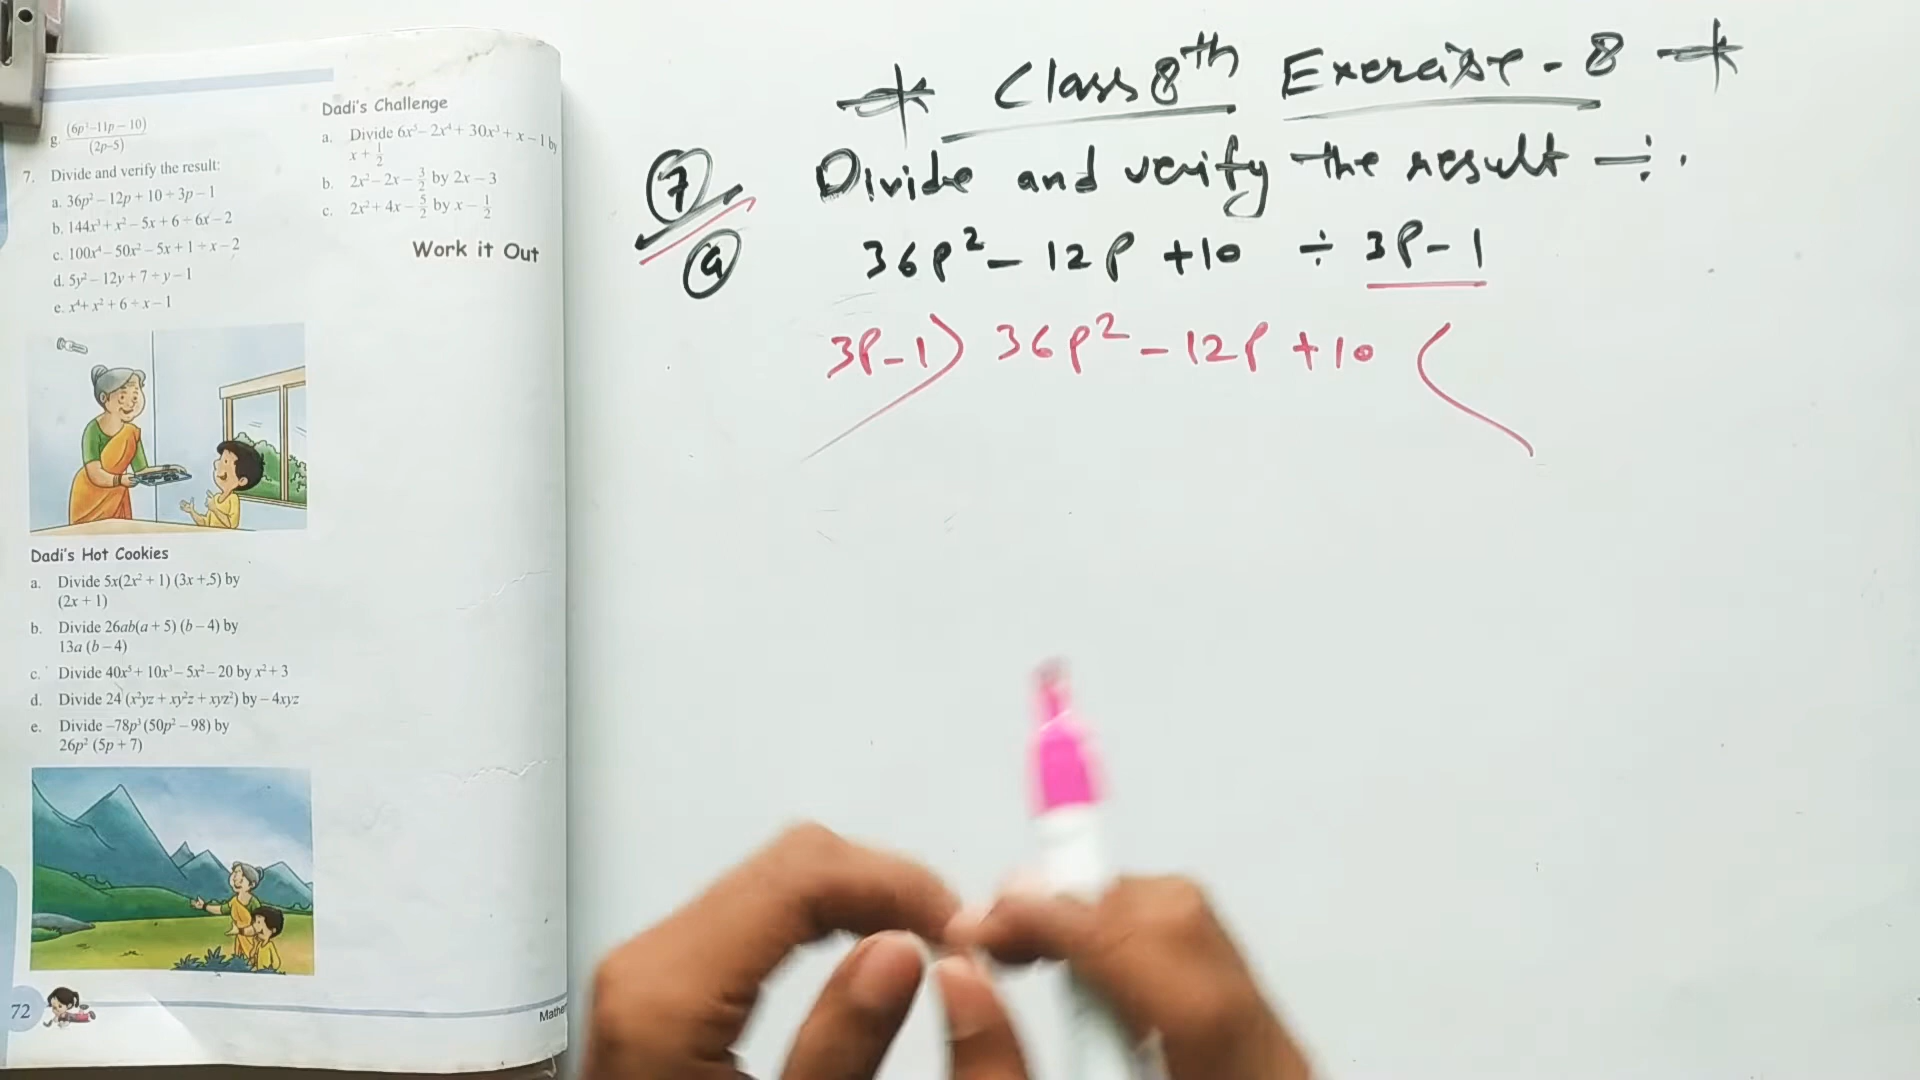 g. (6p²–11p – 10)
(2p–5)
7. Divide and verify the result:
a. 36p² – 12p + 10 ÷ 3p – 1
b. 144x³ + x² – 5x + 6 ÷ 6x – 2
c. 100x⁴ – 50x² – 5x + 1 ÷ x – 2
d. 5y² – 12y + 7 ÷ y – 1
e. x⁴ + x² + 6 ÷ x – 1
Dadi's Hot Cookies
a. Divide 5x(2x² + 1) (3x + 5) by
(2x + 1)
b. Divide 26ab(a + 5) (b – 4) by
13a (b – 4)
c. Divide 40x⁵ + 10x³ – 5x² – 20 by x² + 3
d. Divide 24 (x²yz + xy²z + xyz²) by – 4xyz
e. Divide –78p³ (50p² – 98) by
26p² (5p + 7)
72
Dadi's Challenge
a. Divide 6x⁵ – 2x⁴ + 30x³ + x – 1 by
x + 1/2
b. 2x² – 2x – 3/2 by 2x – 3
c. 2x² + 4x – 5/2 by x – 1/2
Work it Out
Class 8th Exercise - 8
7 Divide and verify the result ÷.
a 36p² - 12p + 10 ÷ 3p - 1
3p - 1) 36p² - 12p + 10 (